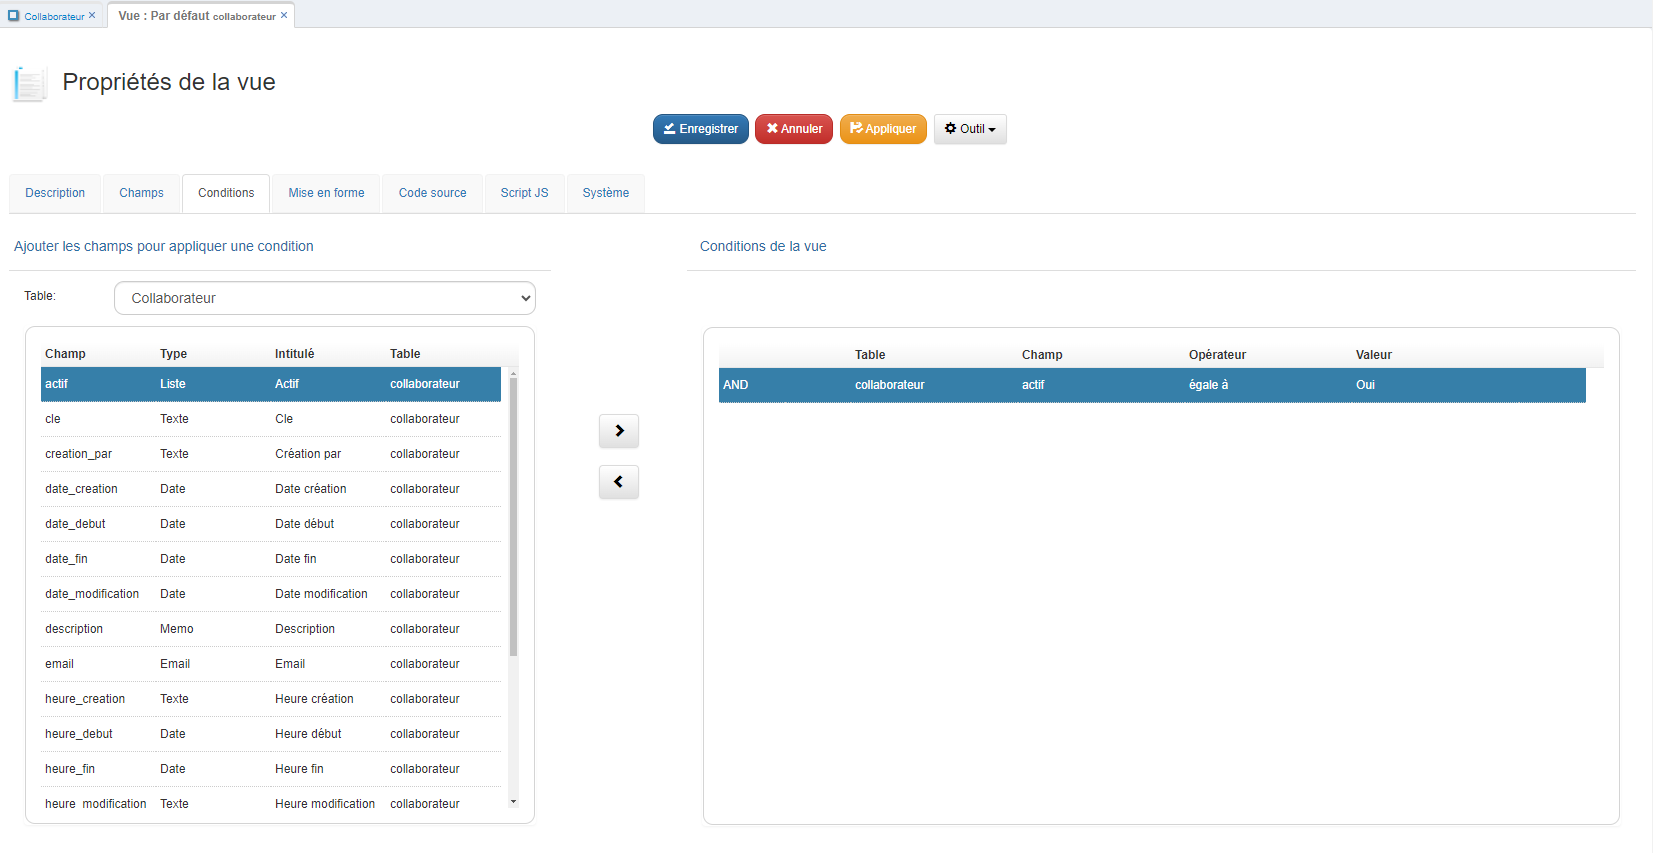 Collaborateur ×
Vue : Par défaut collaborateur ×
Propriétés de la vue
Enregistrer Annuler Appliquer Outil
Description Champs Conditions Mise en forme Code source Script JS Système
Ajouter les champs pour appliquer une condition
Table: Collaborateur
Champ Type Intitulé Table
actif Liste Actif collaborateur
cle Texte Cle collaborateur
creation_par Texte Création par collaborateur
date_creation Date Date création collaborateur
date_debut Date Date début collaborateur
date_fin Date Date fin collaborateur
date_modification Date Date modification collaborateur
description Memo Description collaborateur
email Email Email collaborateur
heure_creation Texte Heure création collaborateur
heure_debut Date Heure début collaborateur
heure_fin Date Heure fin collaborateur
heure_modification Texte Heure modification collaborateur
Conditions de la vue
Table Champ Opérateur Valeur
AND collaborateur actif égale à Oui